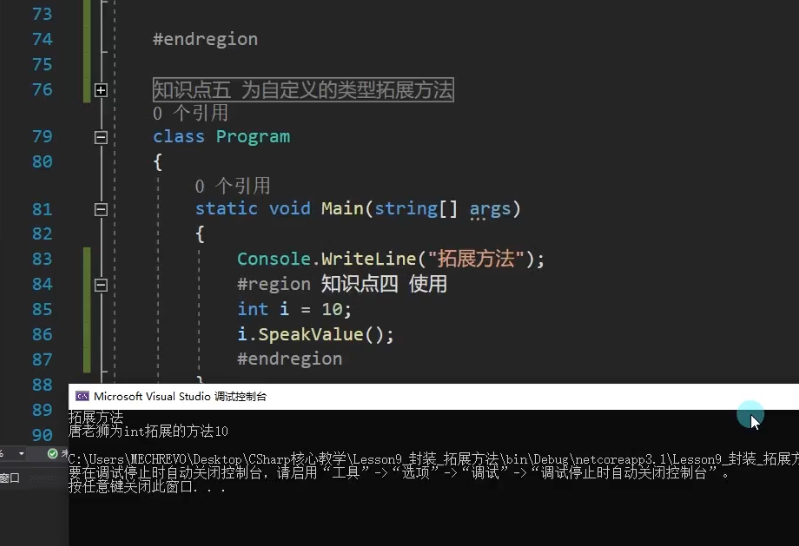 73
74 #endregion
75
76 知识点五 为自定义的类型拓展方法
0 个引用
79 class Program
80 {
0 个引用
81 static void Main(string[] args)
82 {
83 Console.WriteLine("拓展方法");
84 #region 知识点四 使用
85 int i = 10;
86 i.SpeakValue();
87 #endregion
88
89
90
Microsoft Visual Studio 调试控制台
拓展方法
唐老狮为int拓展的方法10
C:\Users\MECHREVO\Desktop\CSharp核心教学\Lesson9_封装_拓展方法\bin\Debug\netcoreapp3.1\Lesson9_封装_拓展方
要在调试停止时自动关闭控制台，请启用“工具”->“选项”->“调试”->“调试停止时自动关闭控制台”。
按任意键关闭此窗口. . .
%
窗口